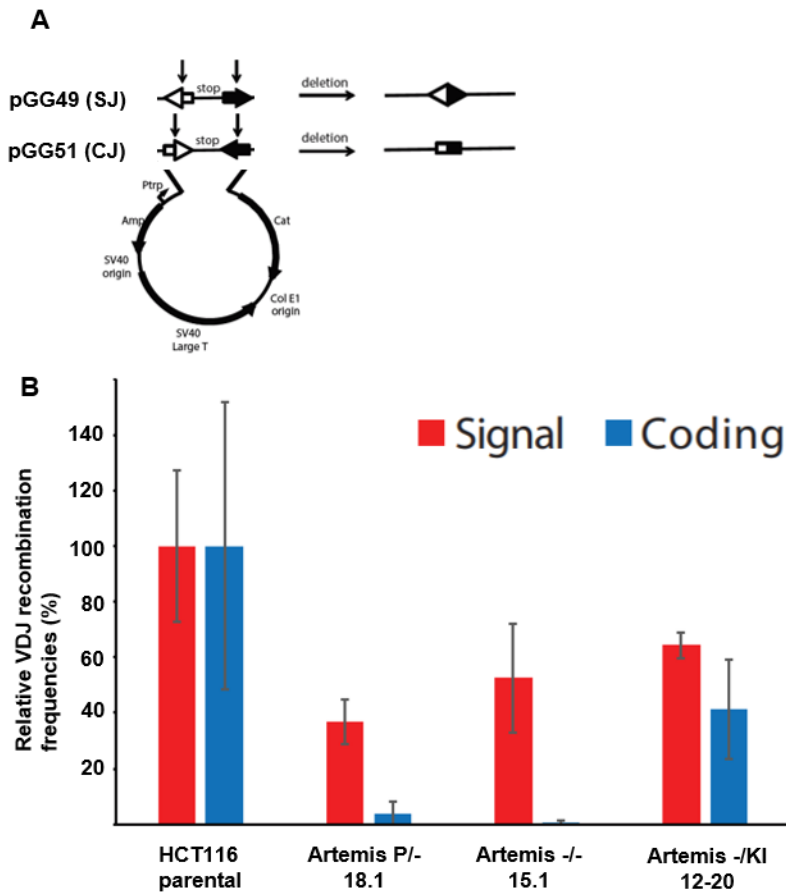 A
pGG49 (SJ)
stop
deletion
pGG51 (CJ)
stop
deletion
Ptrp
Amp
Cat
SV40
origin
Col E1
origin
SV40
Large T
B
Signal
Coding
Relative VDJ recombination
frequencies (%)
140
120
100
80
60
40
20
HCT116
parental
Artemis P/-
18.1
Artemis -/-
15.1
Artemis -/KI
12-20